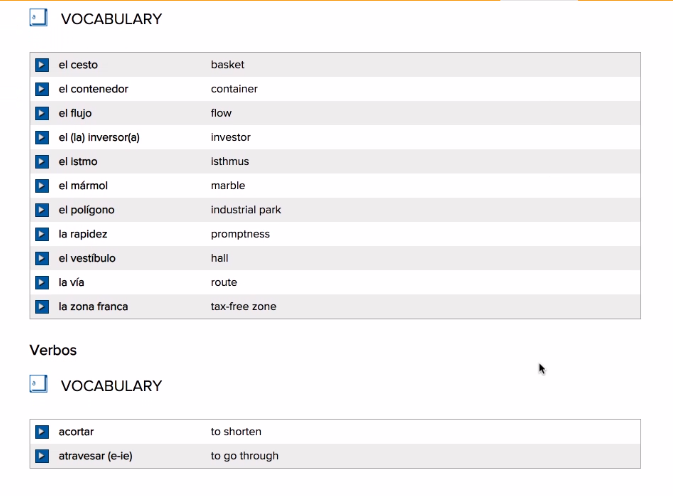 VOCABULARY
el cesto basket
el contenedor container
el flujo flow
el (la) inversor(a) investor
el istmo isthmus
el mármol marble
el polígono industrial park
la rapidez promptness
el vestíbulo hall
la vía route
la zona franca tax-free zone
Verbos
VOCABULARY
acortar to shorten
atravesar (e-ie) to go through